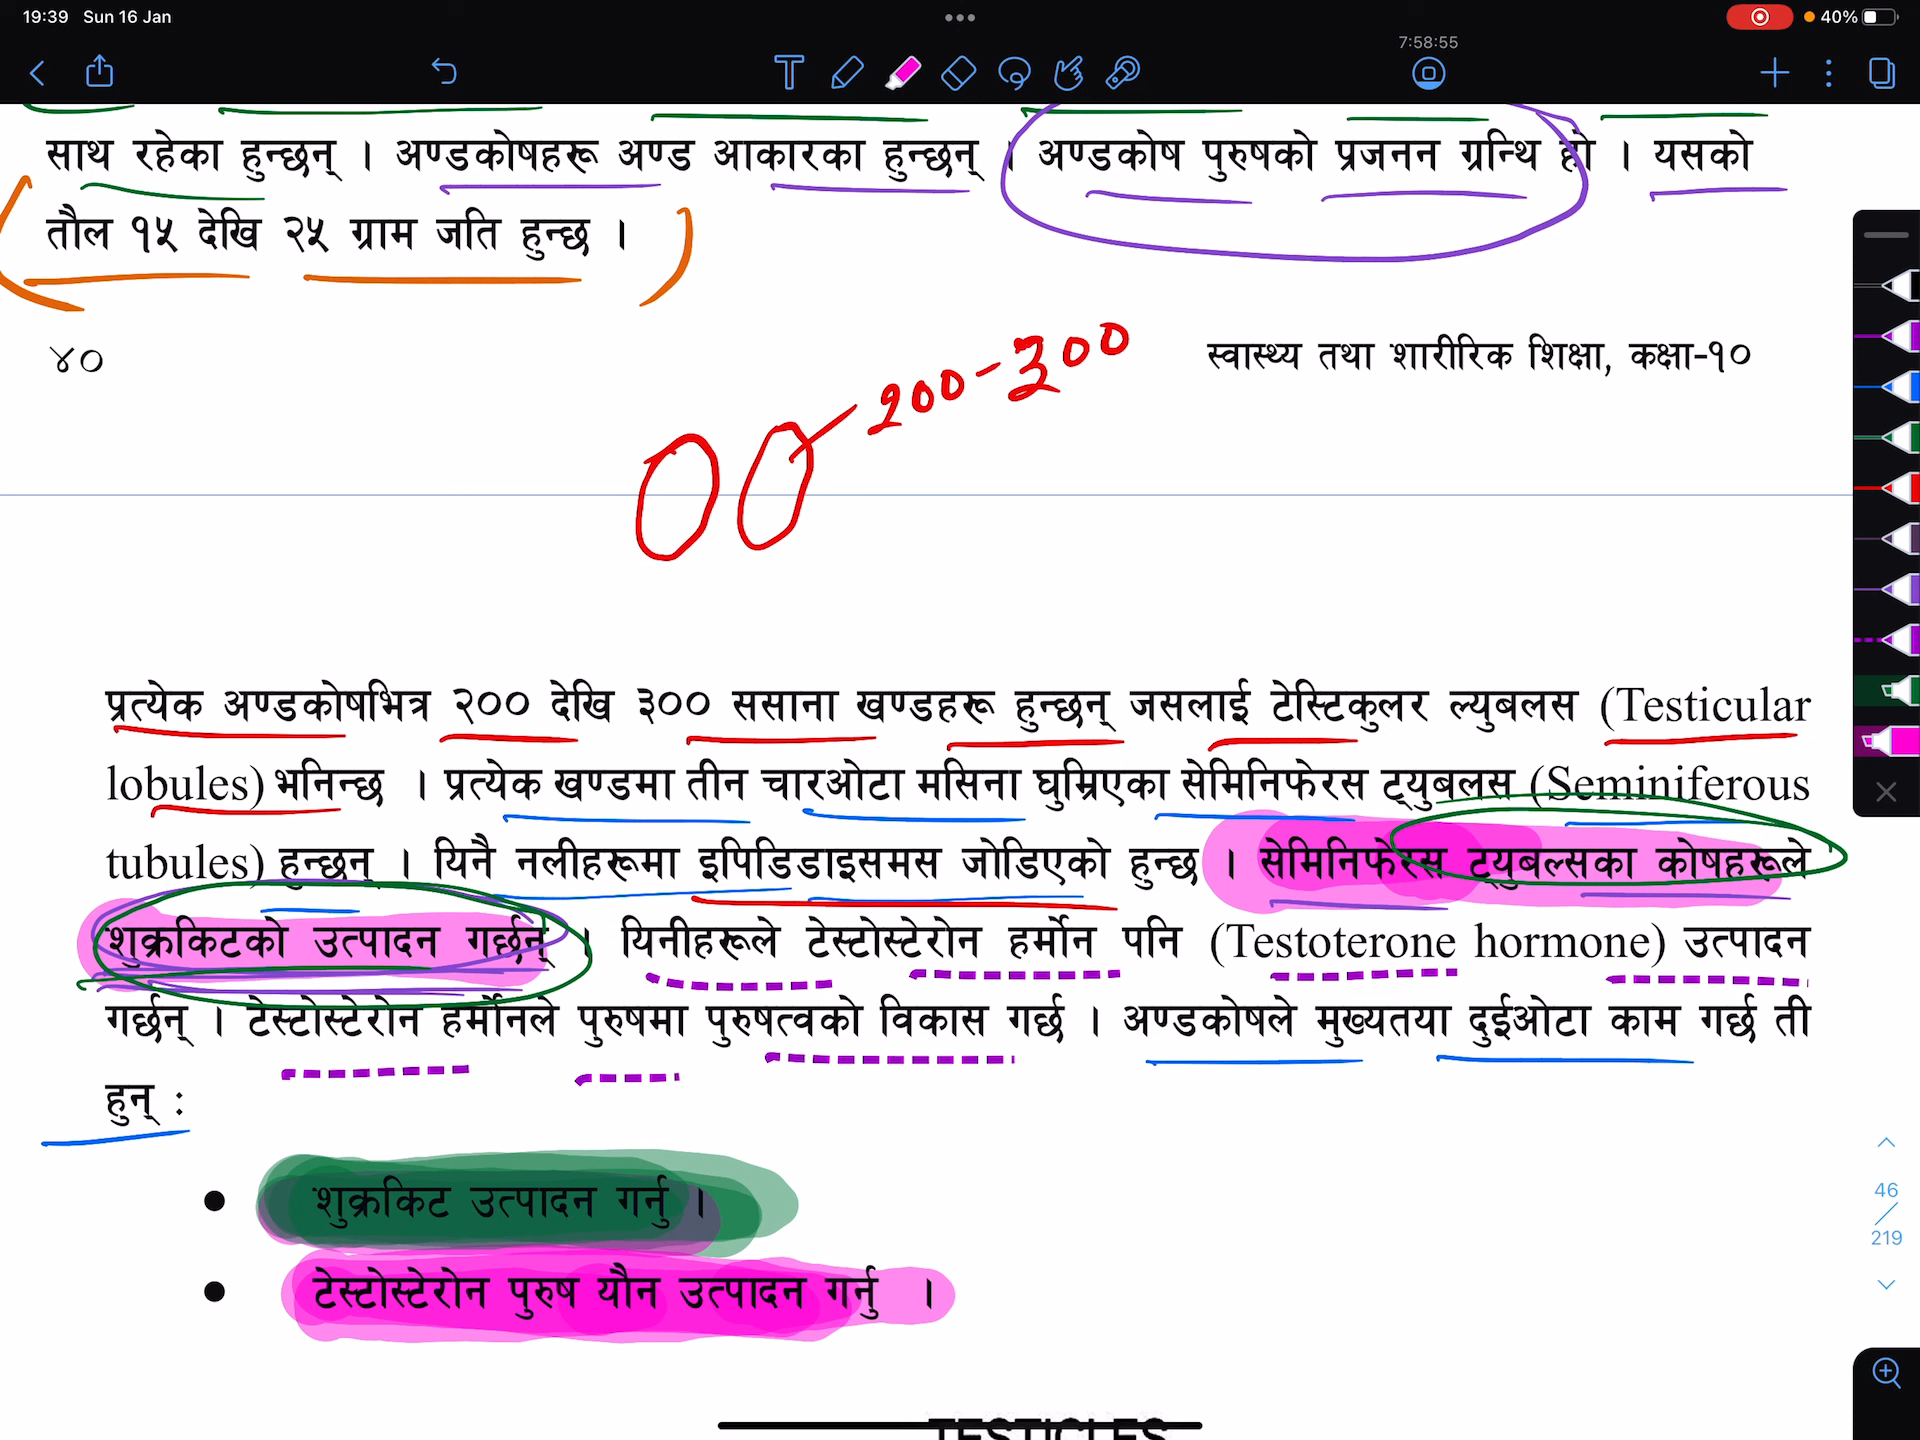 19:39 Sun 16 Jan
40%
7:58:55
साथ रहेका हुन्छन् । अण्डकोषहरू अण्ड आकारका हुन्छन् । अण्डकोष पुरुषको प्रजनन ग्रन्थि हो । यसको
तौल १५ देखि २५ ग्राम जति हुन्छ ।
४०
स्वास्थ्य तथा शारीरिक शिक्षा, कक्षा-१०
200-300
प्रत्येक अण्डकोषभित्र २०० देखि ३०० ससाना खण्डहरू हुन्छन् जसलाई टेस्टिकुलर ल्युबलस (Testicular
lobules) भनिन्छ । प्रत्येक खण्डमा तीन चारओटा मसिना घुम्रिएका सेमिनिफेरस ट्युबलस (Seminiferous
tubules) हुन्छन् । यिनै नलीहरूमा इपिडिडाइसमस जोडिएको हुन्छ । सेमिनिफेरस ट्युबल्सका कोषहरूले
शुक्रकिटको उत्पादन गर्छन् । यिनीहरूले टेस्टोस्टेरोन हर्मोन पनि (Testoterone hormone) उत्पादन
गर्छन् । टेस्टोस्टेरोन हर्मोनले पुरुषमा पुरुषत्वको विकास गर्छ । अण्डकोषले मुख्यतया दुईओटा काम गर्छ ती
हुन् :
● शुक्रकिट उत्पादन गर्नु ।
● टेस्टोस्टेरोन पुरुष यौन उत्पादन गर्नु ।
46
219
TESTICLES